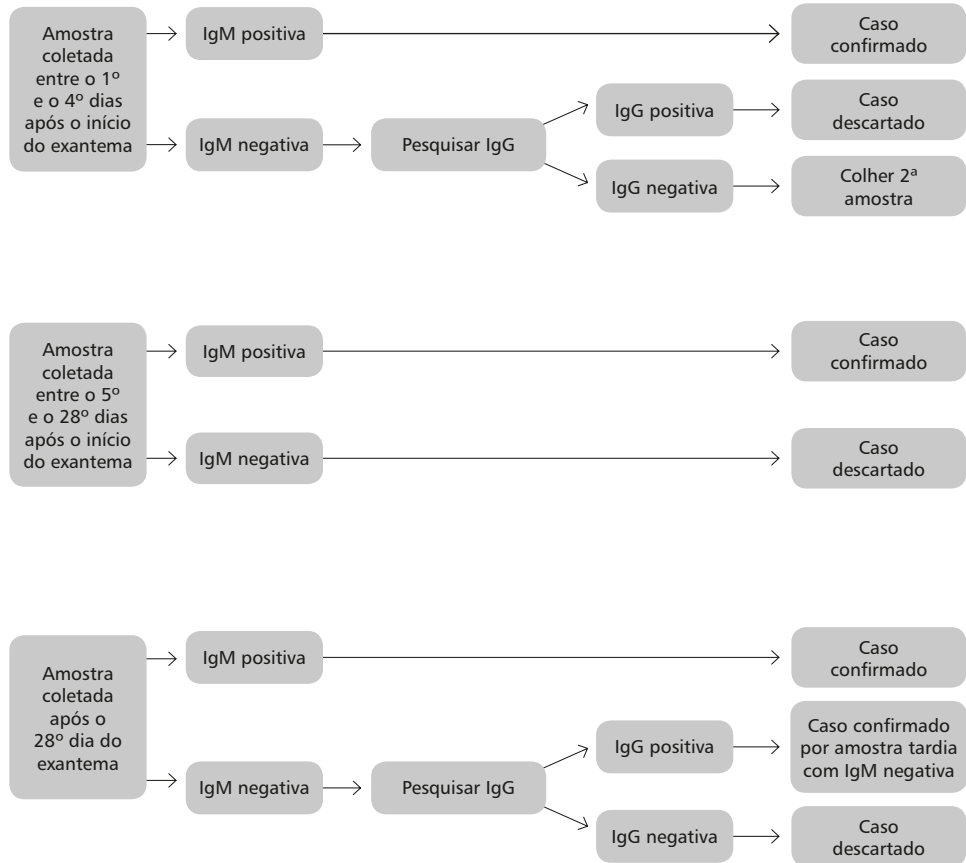 Amostra
coletada
entre o 1º
e o 4º dias
após o início
do exantema
IgM positiva
Caso
confirmado
IgM negativa
Pesquisar IgG
IgG positiva
Caso
descartado
IgG negativa
Colher 2ª
amostra
Amostra
coletada
entre o 5º
e o 28º dias
após o início
do exantema
IgM positiva
Caso
confirmado
IgM negativa
Caso
descartado
Amostra
coletada
após o
28º dia do
exantema
IgM positiva
Caso
confirmado
IgM negativa
Pesquisar IgG
IgG positiva
Caso confirmado
por amostra tardia
com IgM negativa
IgG negativa
Caso
descartado